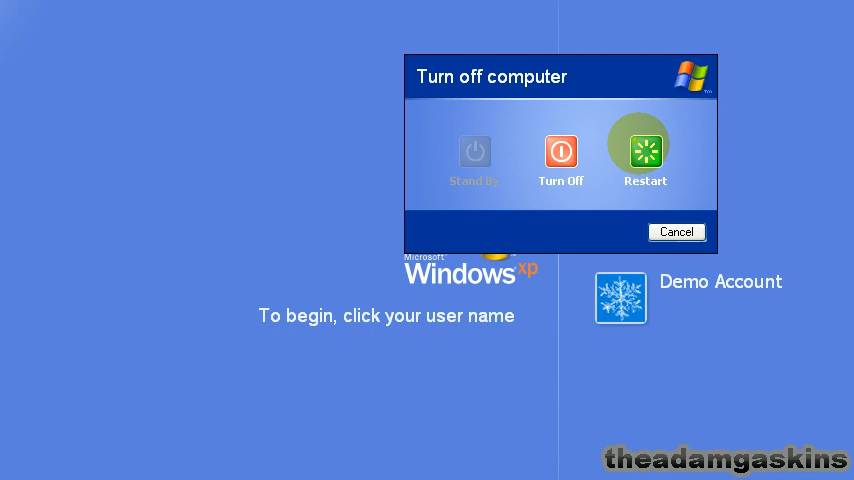 Turn off computer
TM
Stand By
Turn Off
Restart
Cancel
Microsoft
Windows xp
Demo Account
To begin, click your user name
theadamgaskins